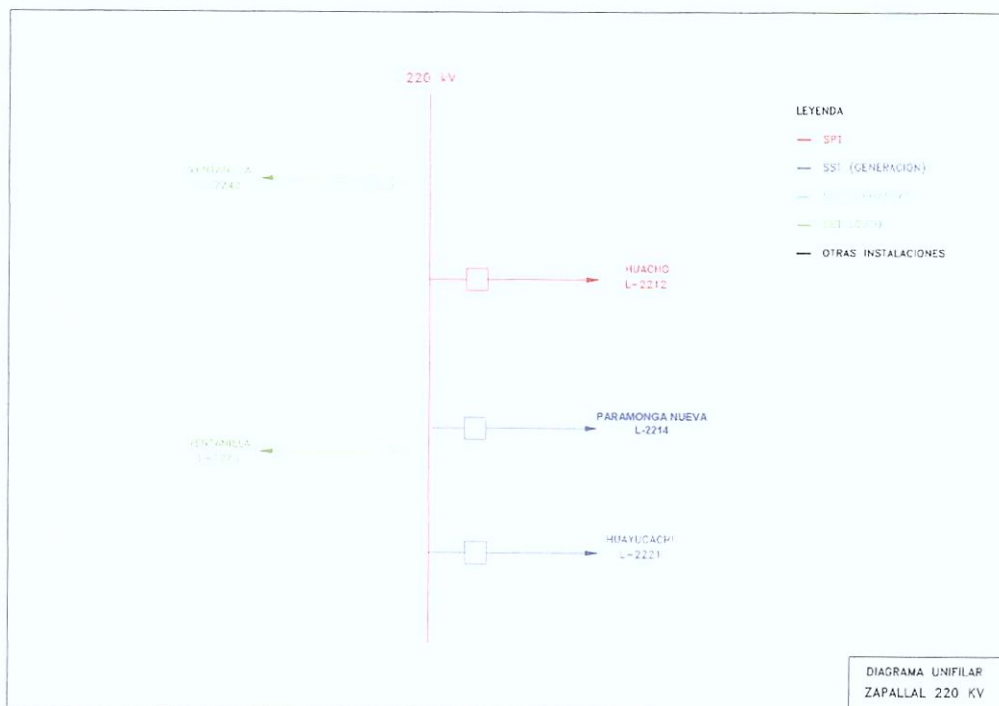 220 kV
LEYENDA
SPT
SST (GENERACION)
OTRAS INSTALACIONES
HUACHO
L-2212
PARAMONGA NUEVA
L-2214
VENTANILLA
HUAYUCACHI
L-2221
DIAGRAMA UNIFILAR
ZAPALLAL 220 KV